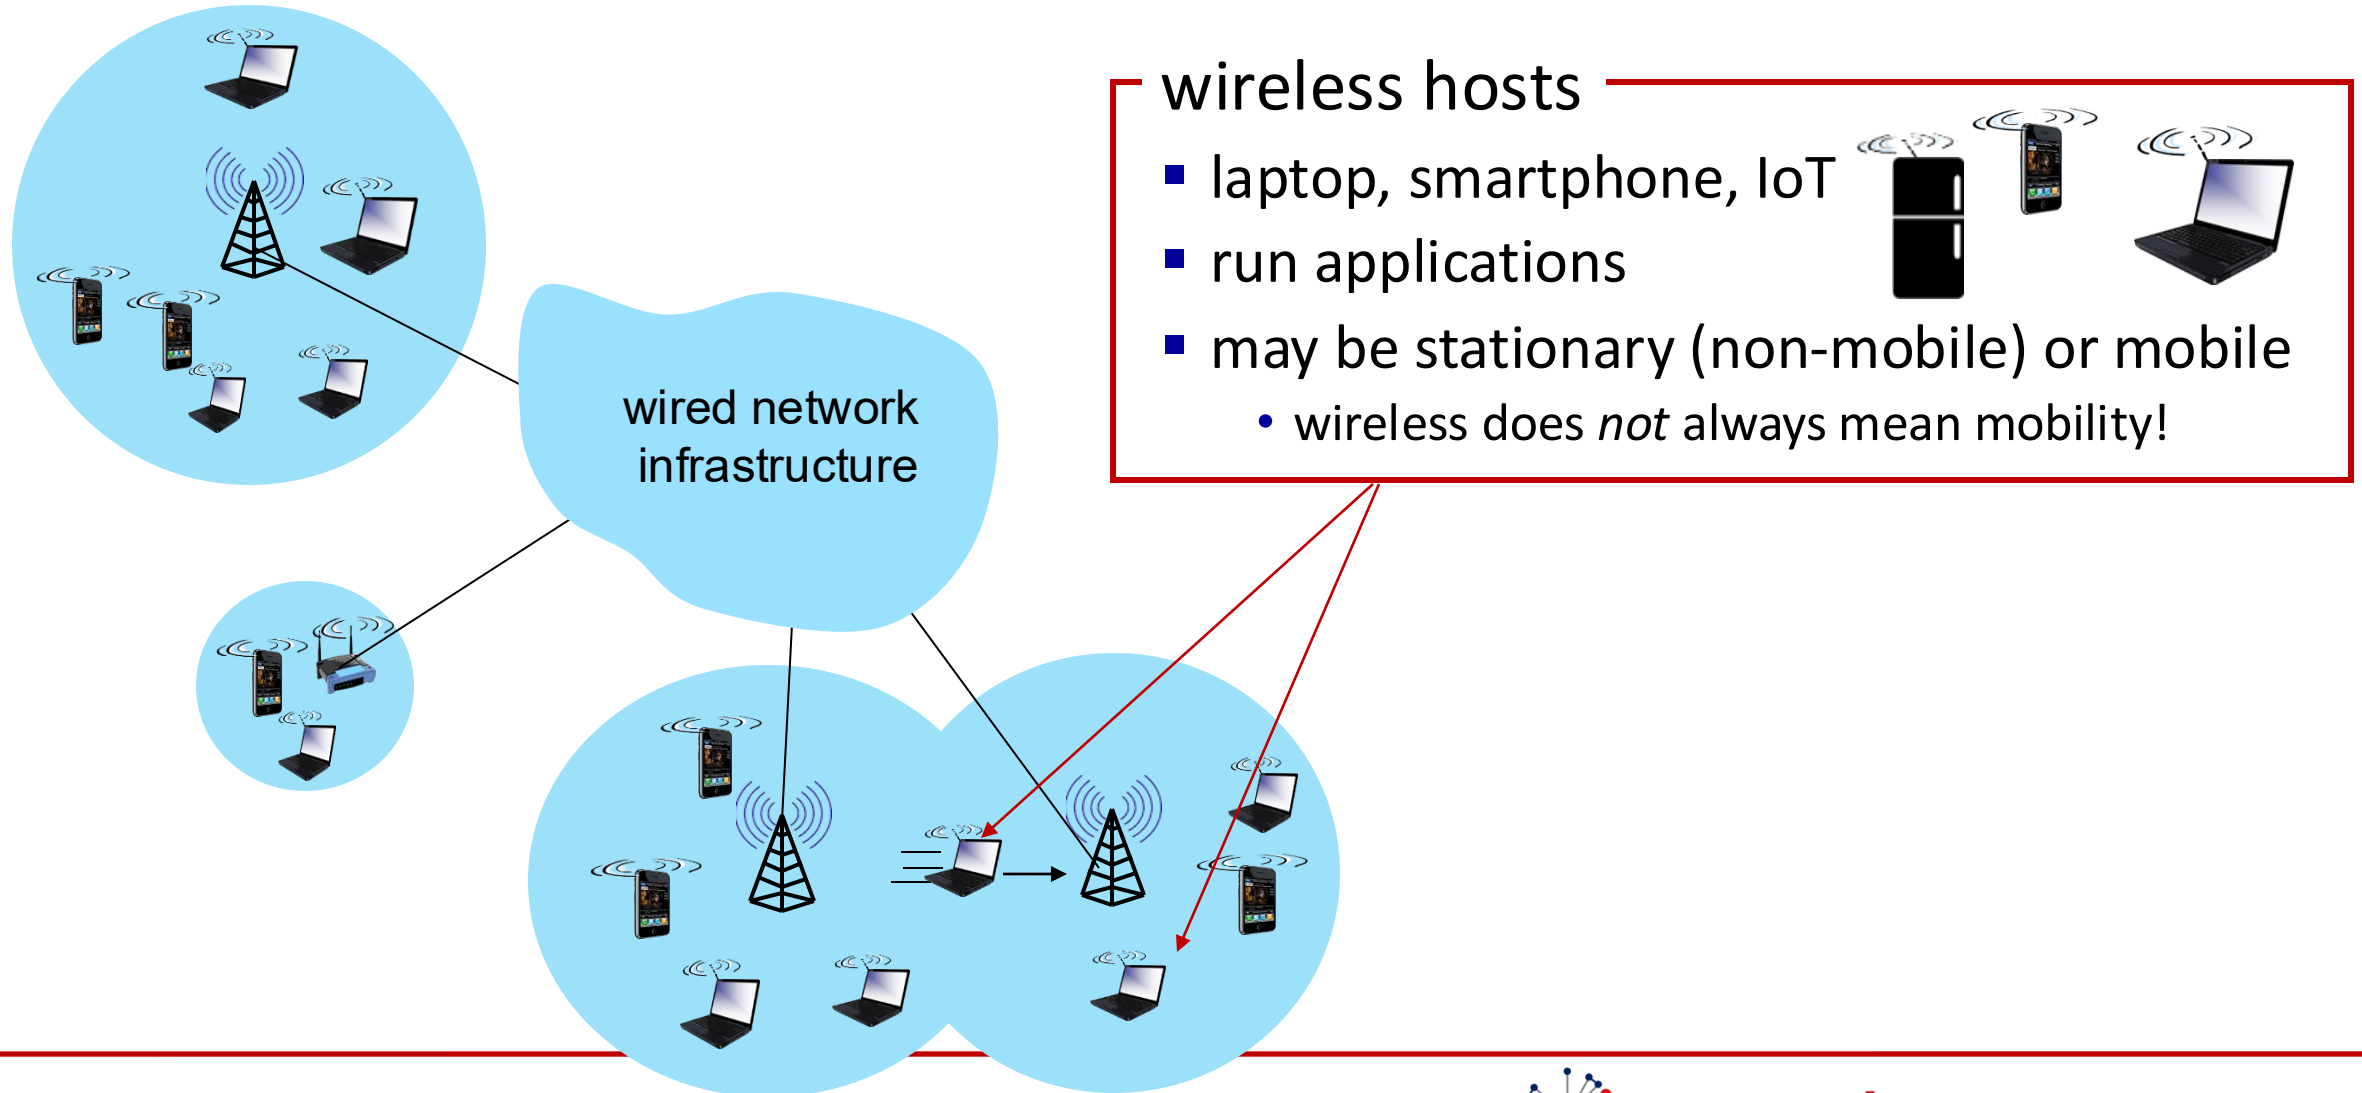 wireless hosts
▪ laptop, smartphone, IoT
▪ run applications
▪ may be stationary (non-mobile) or mobile
• wireless does not always mean mobility!
wired network
infrastructure